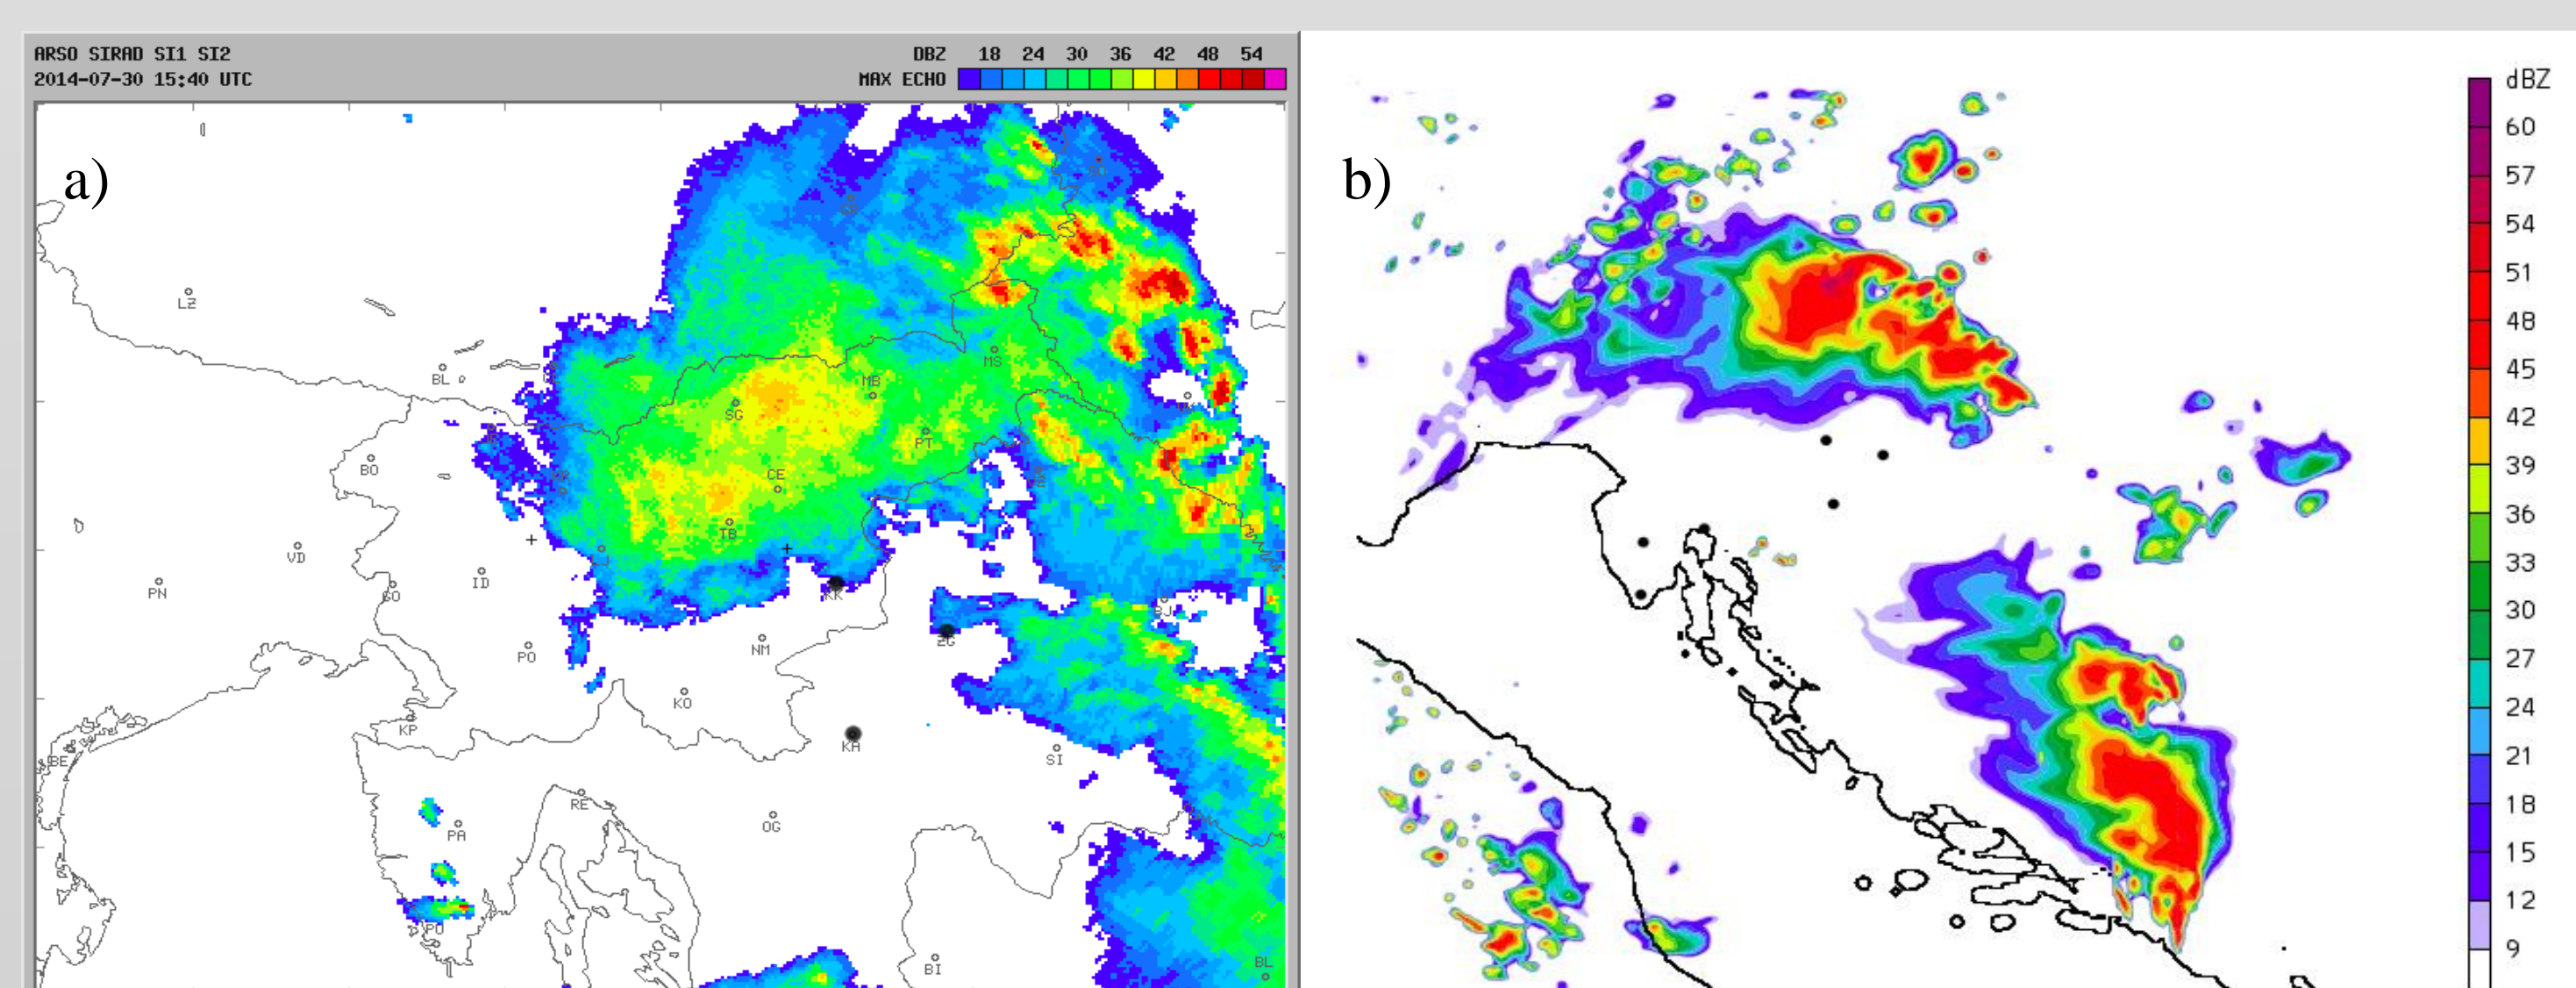 ARSO SIRAD SI1 SI2
2014-07-30 15:40 UTC
DBZ 18 24 30 36 42 48 54
MAX ECHO
a)
LZ
BL
BO
VD
PN
GO
ID
PO
KP
BE
PA
PU
RE
OG
KO
NM
KK
ZG
KA
SI
BI
BL
BJ
SG
MB
MS
PT
CE
TB
b)
dBZ
60
57
54
51
48
45
42
39
36
33
30
27
24
21
18
15
12
9